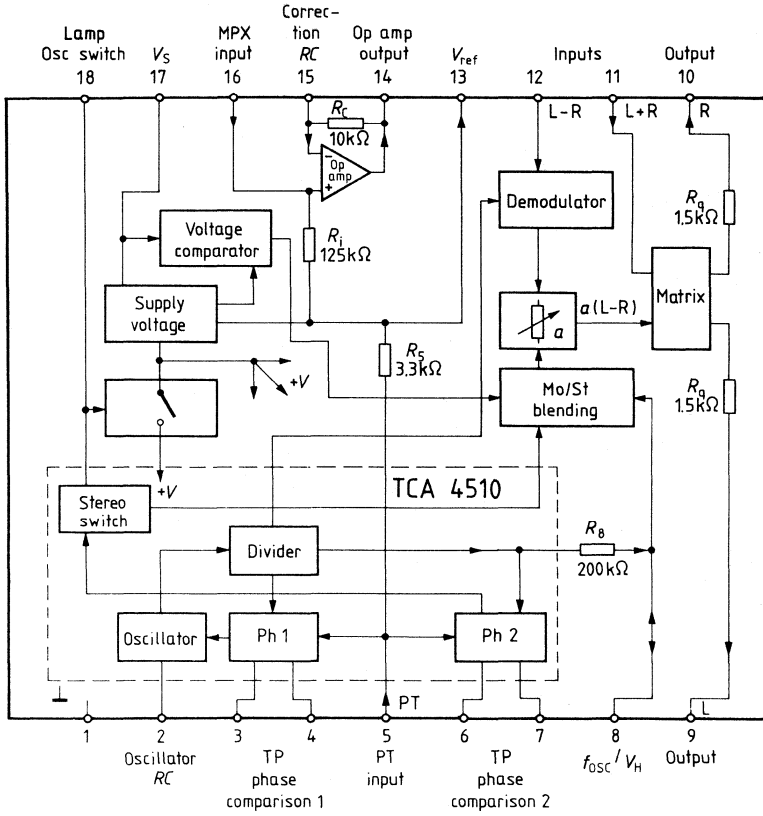 Lamp
Osc switch
18
V_S
17
MPX
input
16
Correc-
tion
RC
15
Op amp
output
14
V_ref
13
Inputs
12
11
Output
10
L-R
L+R
R
R_C
10kΩ
-
Op
amp
+
R_i
125kΩ
Demodulator
R_q
1.5kΩ
Voltage
comparator
Supply
voltage
a
a(L-R)
Matrix
R_5
3,3kΩ
+V
Mo/St
blending
R_q
1.5kΩ
+V
TCA 4510
Stereo
switch
Divider
R_8
200kΩ
Oscillator
Ph 1
Ph 2
PT
L
1
2
3
4
5
6
7
8
9
Oscillator
RC
TP
phase
comparison 1
PT
input
TP
phase
comparison 2
f_OSC/V_H
Output